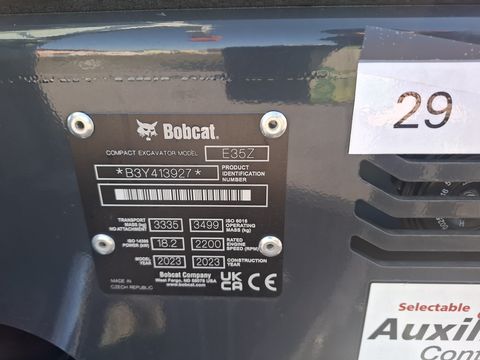 Bobcat.
COMPACT EXCAVATOR MODEL E35Z
*B3Y413927* PRODUCT IDENTIFICATION NUMBER
TRANSPORT MASS (kg) NO ATTACHMENT 3335 3499 ISO 6016 OPERATING MASS (kg)
ISO 14396 POWER (kW) 18.2 2200 RATED ENGINE SPEED (RPM)
MODEL YEAR 2023 2023 CONSTRUCTION YEAR
MADE IN CZECH REPUBLIC
Bobcat Company
West Fargo, ND 58078 USA
www.bobcat.com
UK CA CE
29
Selectable
Auxil
Com